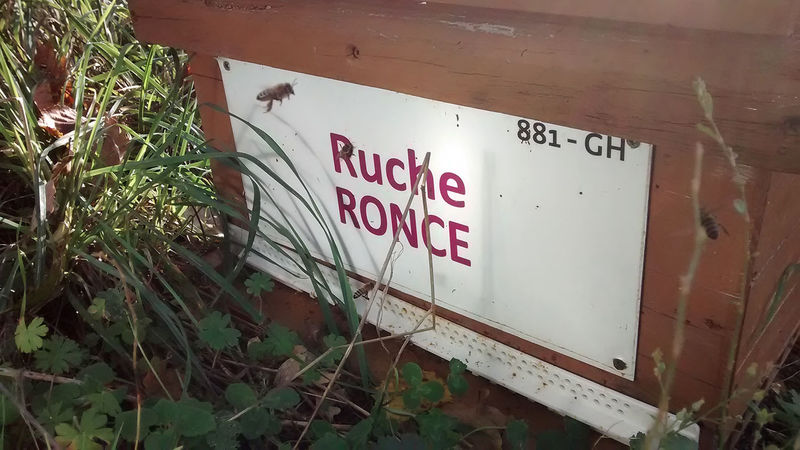 881 - GH
Ruche
RONCE